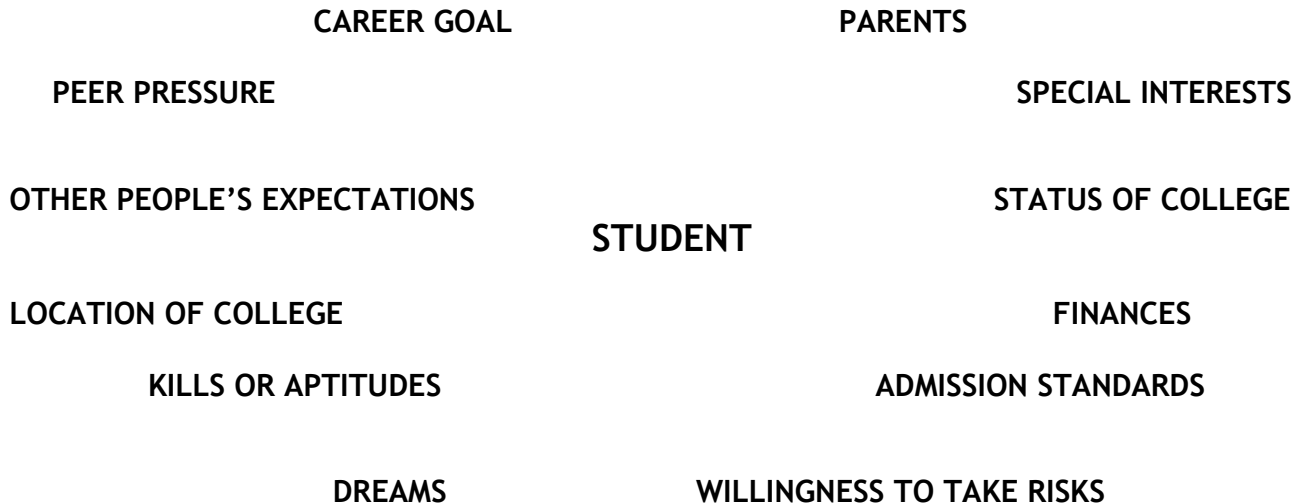 CAREER GOAL PARENTS
PEER PRESSURE SPECIAL INTERESTS
OTHER PEOPLE’S EXPECTATIONS STATUS OF COLLEGE
STUDENT
LOCATION OF COLLEGE FINANCES
KILLS OR APTITUDES ADMISSION STANDARDS
DREAMS WILLINGNESS TO TAKE RISKS